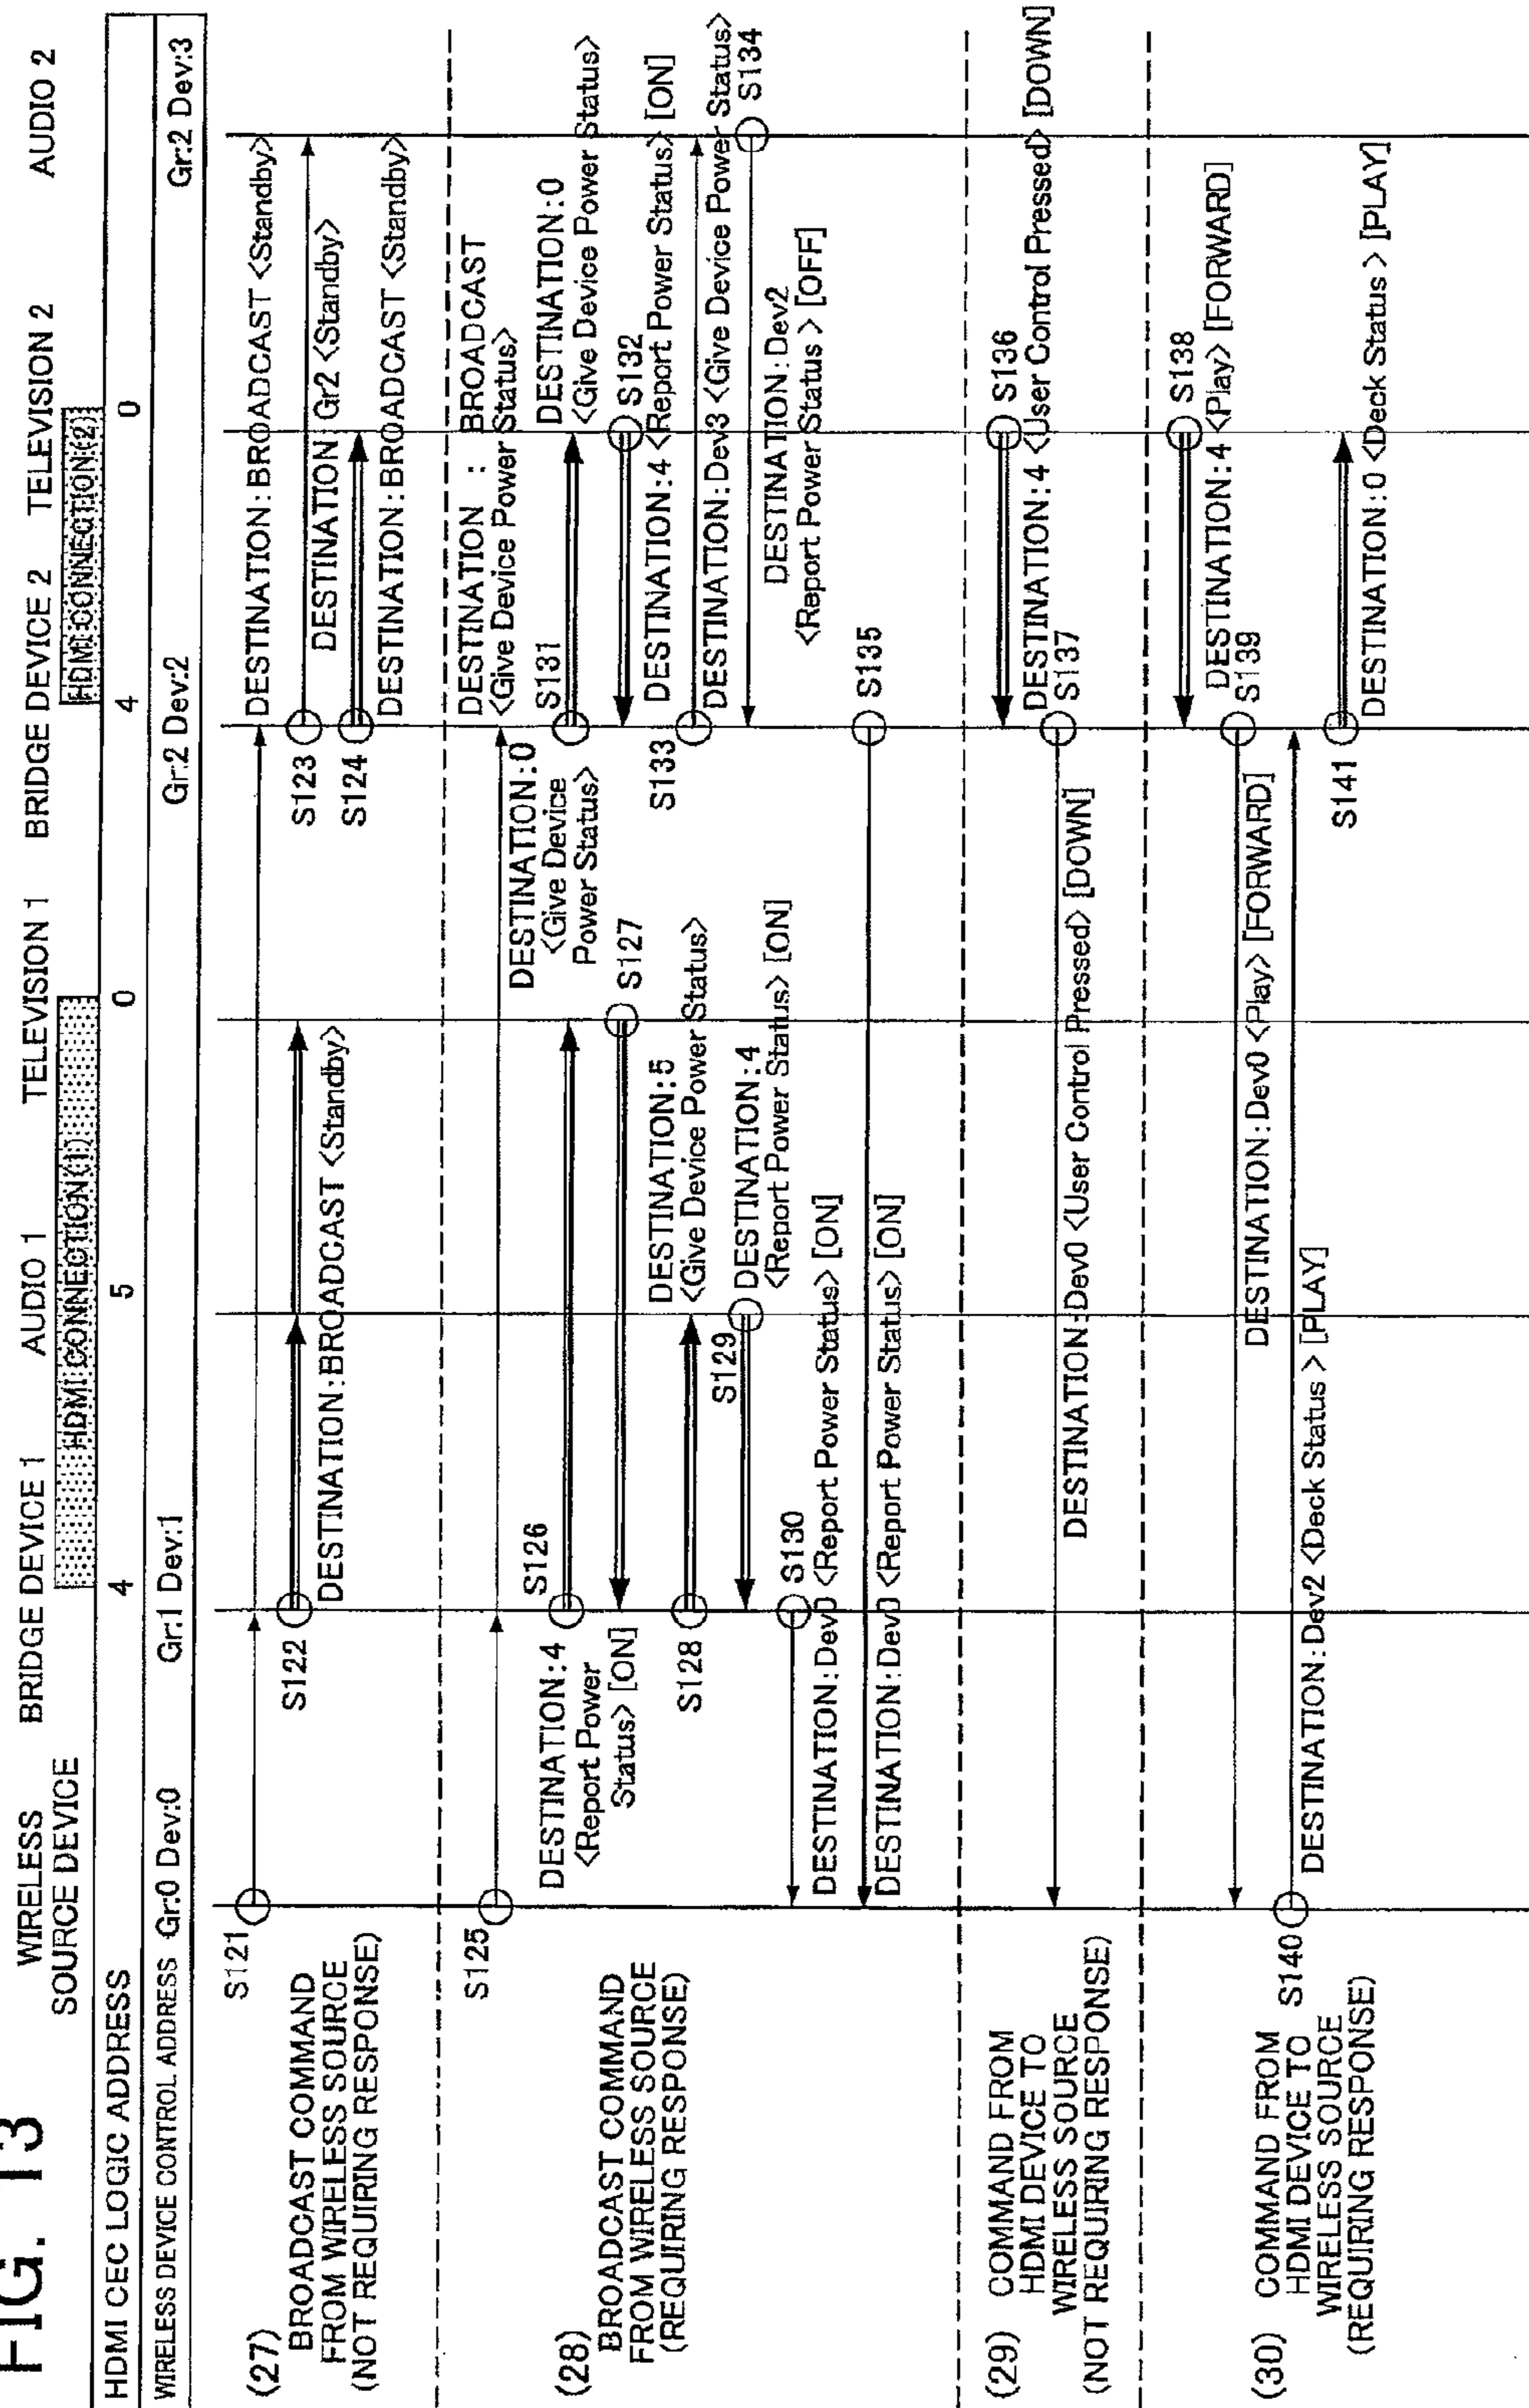 FIG. 13
WIRELESS
SOURCE DEVICE
BRIDGE DEVICE 1
AUDIO 1
TELEVISION 1
BRIDGE DEVICE 2
TELEVISION 2
AUDIO 2
HDMI CONNECTION(1)
HDMI CONNECTION(2)
HDMI CEC LOGIC ADDRESS
4
5
0
4
0
WIRELESS DEVICE CONTROL ADDRESS
Gr:0 Dev:0
Gr:1 Dev:1
Gr:2 Dev:2
Gr:2 Dev:3
(27)
BROADCAST COMMAND
FROM WIRELESS SOURCE
(NOT REQUIRING RESPONSE)
S121
DESTINATION:BROADCAST <Standby>
S122
DESTINATION:BROADCAST <Standby>
S123
DESTINATION:Gr2 <Standby>
S124
DESTINATION:BROADCAST <Standby>
(28)
BROADCAST COMMAND
FROM WIRELESS SOURCE
(REQUIRING RESPONSE)
S125
DESTINATION : BROADCAST
<Give Device Power Status>
S126
DESTINATION:0
<Give Device
Power Status>
S127
DESTINATION:4
<Report Power
Status> [ON]
S128
DESTINATION:5
<Give Device Power Status>
S129
DESTINATION:4
<Report Power Status> [ON]
S130
DESTINATION:Dev0 <Report Power Status> [ON]
S131
DESTINATION:0
<Give Device Power Status>
S132
DESTINATION:4 <Report Power Status> [ON]
S133
DESTINATION:Dev3 <Give Device Power Status>
S134
DESTINATION:Dev2
<Report Power Status > [OFF]
S135
DESTINATION:Dev0 <Report Power Status> [ON]
(29)
COMMAND FROM
HDMI DEVICE TO
WIRELESS SOURCE
(NOT REQUIRING RESPONSE)
S136
DESTINATION:4 <User Control Pressed> [DOWN]
S137
DESTINATION:Dev0 <User Control Pressed> [DOWN]
(30)
COMMAND FROM
HDMI DEVICE TO
WIRELESS SOURCE
(REQUIRING RESPONSE)
S138
DESTINATION:4 <Play> [FORWARD]
S139
DESTINATION:Dev0 <Play> [FORWARD]
S140
DESTINATION:Dev2 <Deck Status > [PLAY]
S141
DESTINATION:0 <Deck Status > [PLAY]